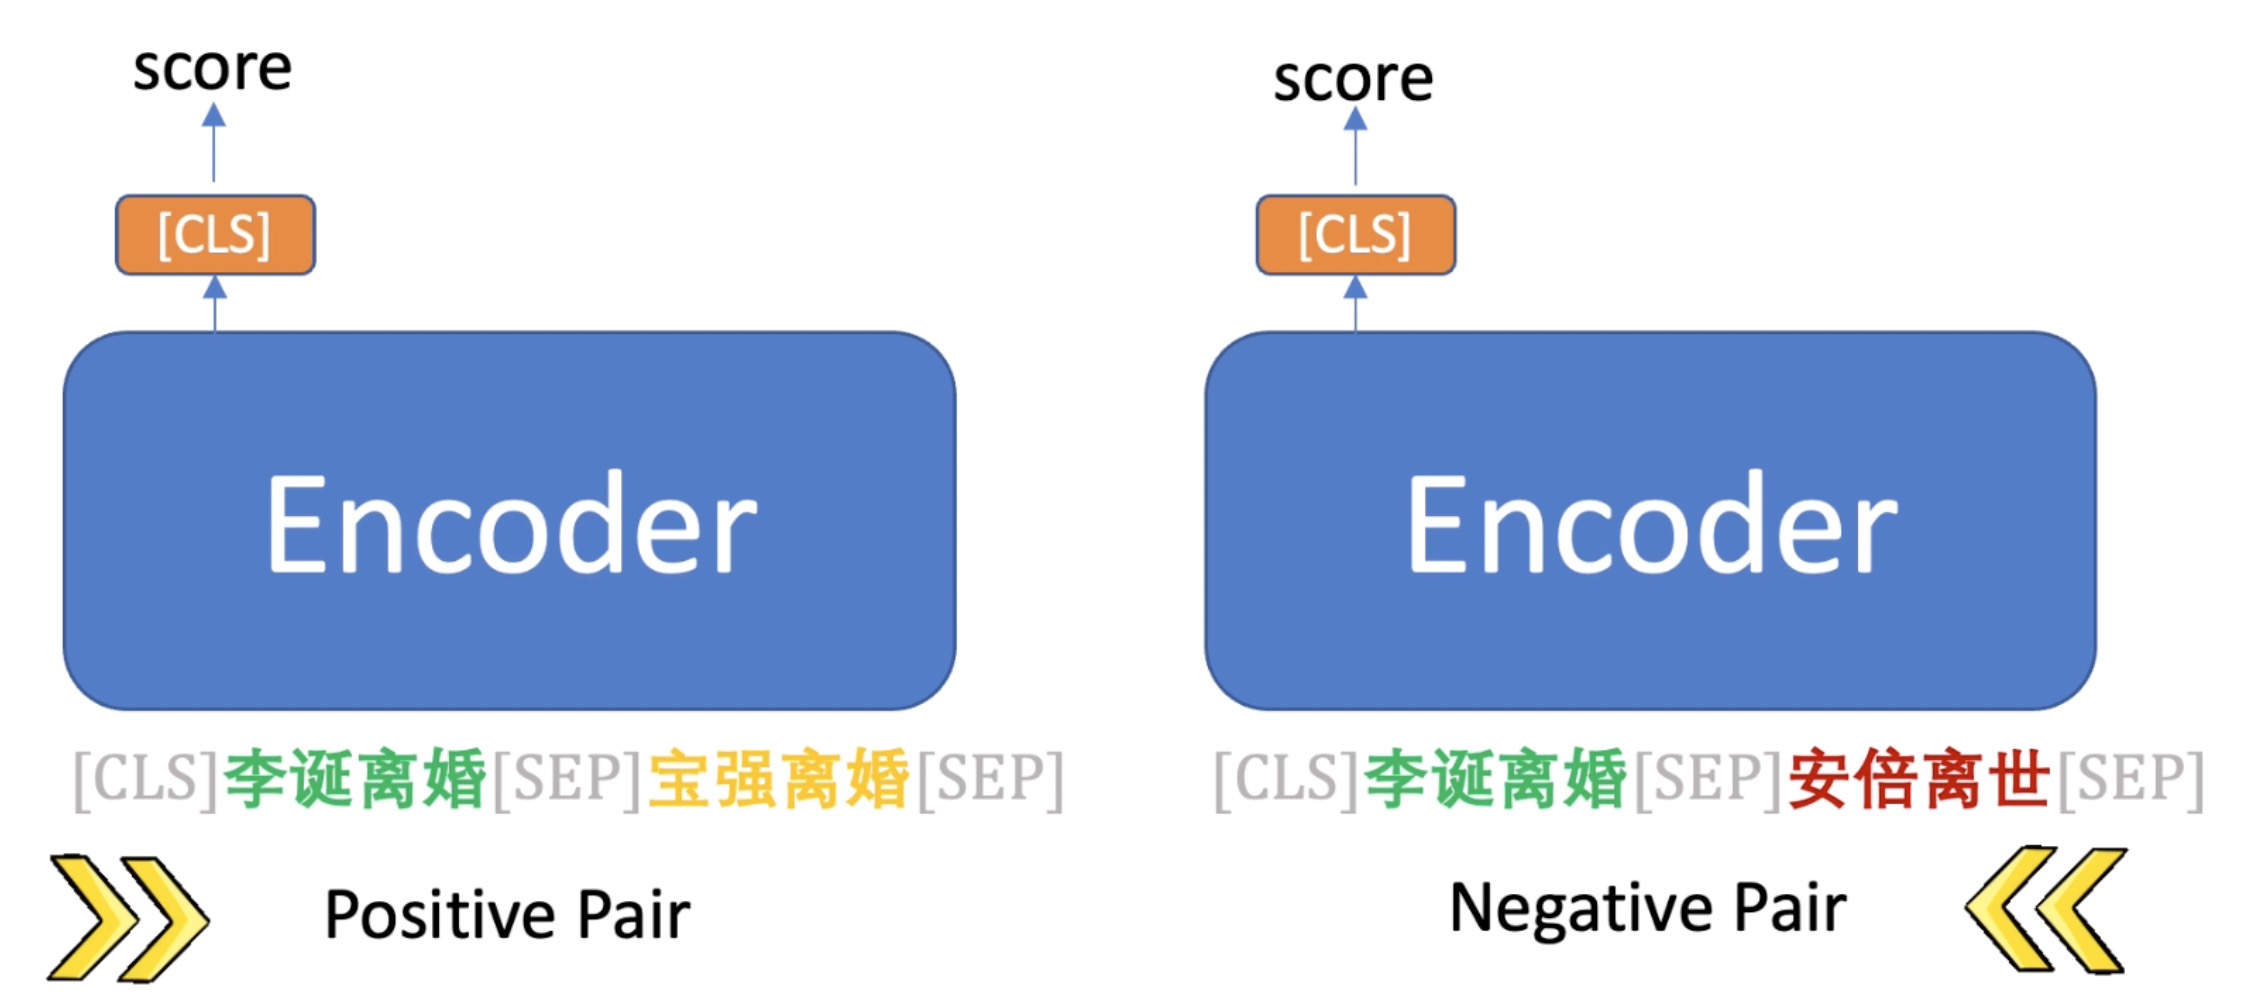 score
[CLS]
Encoder
[CLS]李诞离婚[SEP]宝强离婚[SEP]
Positive Pair
score
[CLS]
Encoder
[CLS]李诞离婚[SEP]安倍离世[SEP]
Negative Pair